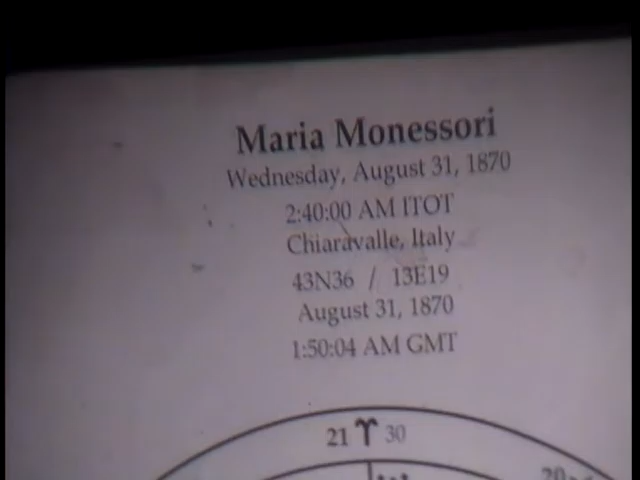 Maria Monessori
Wednesday, August 31, 1870
2:40:00 AM ITOT
Chiaravalle, Italy
43N36 / 13E19
August 31, 1870
1:50:04 AM GMT
21 ♈ 30
20